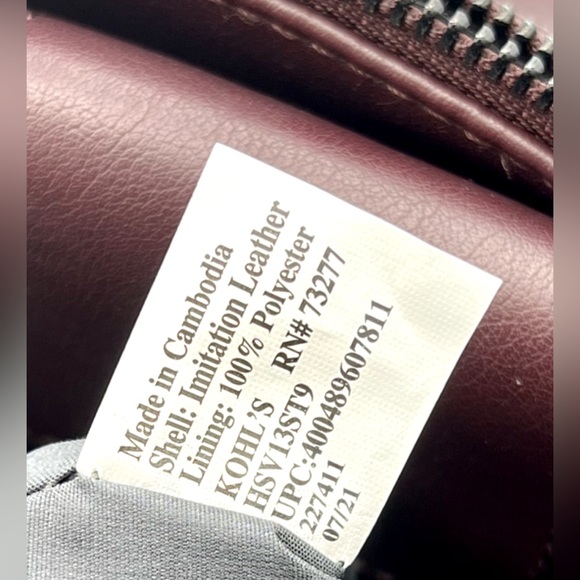 Made in Cambodia
Shell: Imitation Leather
Lining: 100% Polyester
KOHL'S RN# 73277
HSV13ST9
UPC:400489607811
227411
07/21